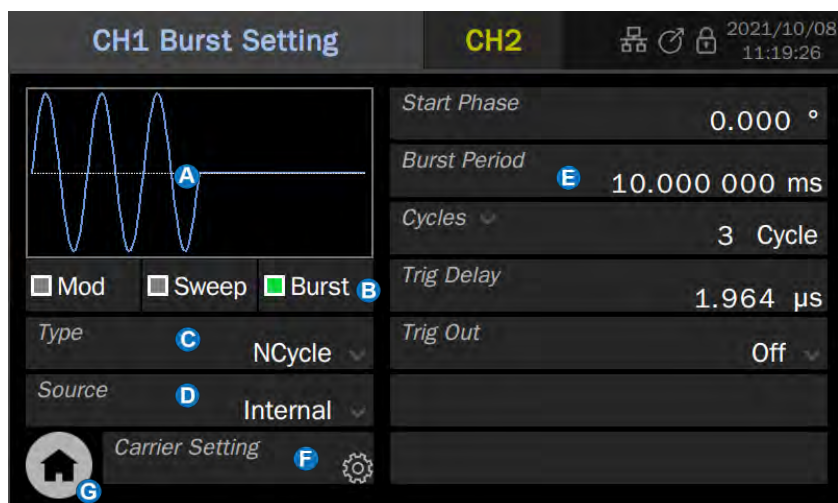 CH1 Burst Setting
CH2
2021/10/08
11:19:26
A
Mod
Sweep
Burst
B
Type
C
NCycle
Source
D
Internal
Carrier Setting
F
G
Start Phase
0.000 °
Burst Period
E
10.000 000 ms
Cycles
3 Cycle
Trig Delay
1.964 µs
Trig Out
Off